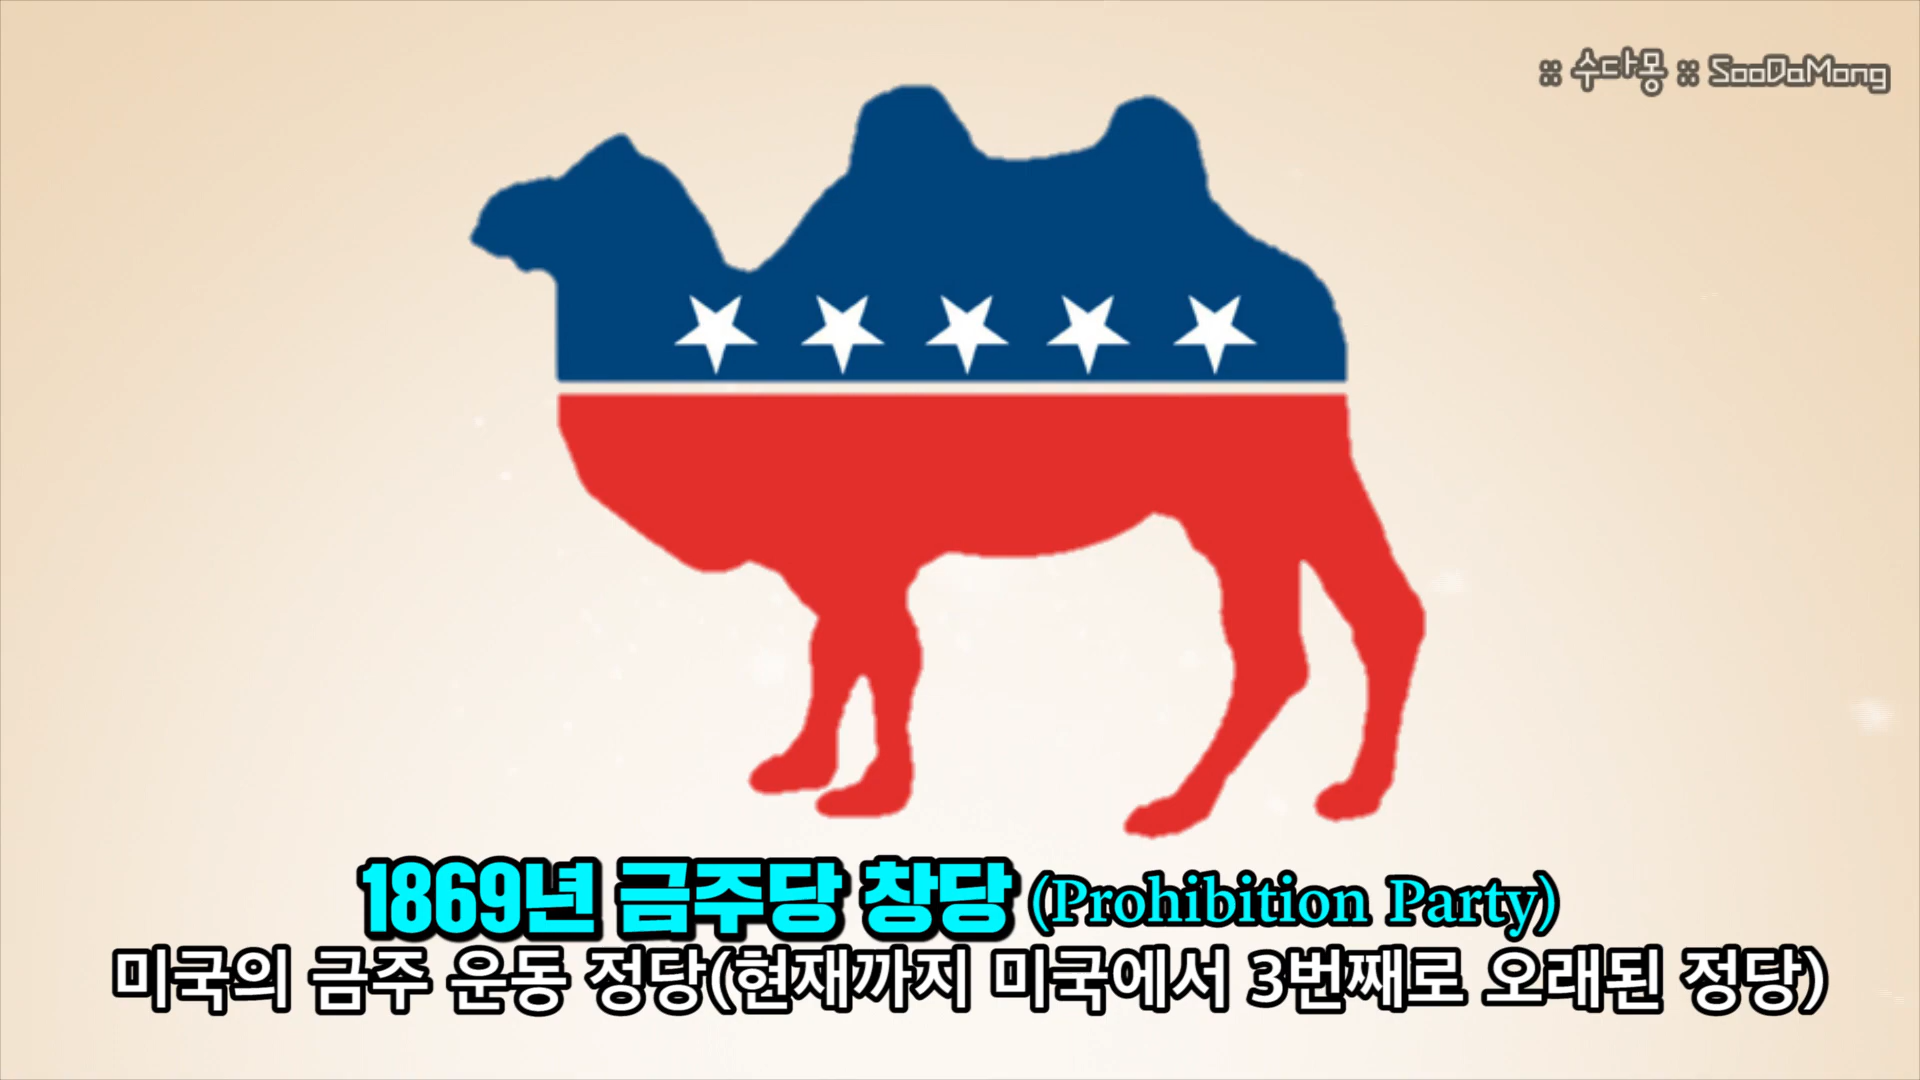 :: 수다몽 :: SooDaMong
1869년 금주당 창당 (Prohibition Party)
미국의 금주 운동 정당(현재까지 미국에서 3번째로 오래된 정당)